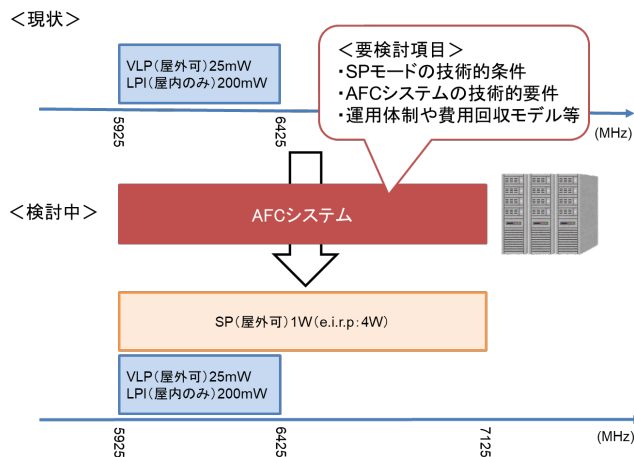 ＜現状＞
VLP（屋外可）25mW
LPI（屋内のみ）200mW
＜要検討項目＞
・SPモードの技術的条件
・AFCシステムの技術的要件
・運用体制や費用回収モデル等
5925
6425
(MHz)
＜検討中＞
AFCシステム
SP（屋外可）1W（e.i.r.p：4W）
VLP（屋外可）25mW
LPI（屋内のみ）200mW
5925
6425
7125
(MHz)